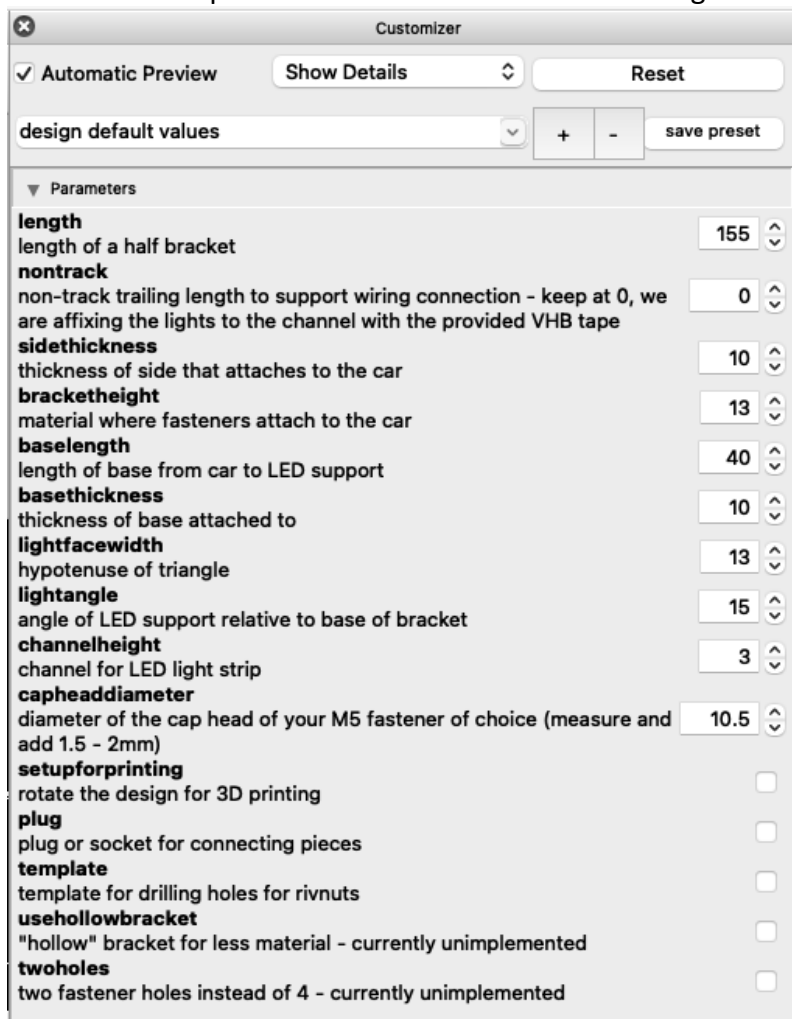 Customizer
Automatic Preview Show Details Reset
design default values + - save preset
Parameters
length
length of a half bracket 155
nontrack
non-track trailing length to support wiring connection - keep at 0, we 0
are affixing the lights to the channel with the provided VHB tape
sidethickness
thickness of side that attaches to the car 10
bracketheight
material where fasteners attach to the car 13
baselength
length of base from car to LED support 40
basethickness
thickness of base attached to 10
lightfacewidth
hypotenuse of triangle 13
lightangle
angle of LED support relative to base of bracket 15
channelheight
channel for LED light strip 3
capheaddiameter
diameter of the cap head of your M5 fastener of choice (measure and 10.5
add 1.5 - 2mm)
setupforprinting
rotate the design for 3D printing
plug
plug or socket for connecting pieces
template
template for drilling holes for rivnuts
usehollowbracket
"hollow" bracket for less material - currently unimplemented
twoholes
two fastener holes instead of 4 - currently unimplemented